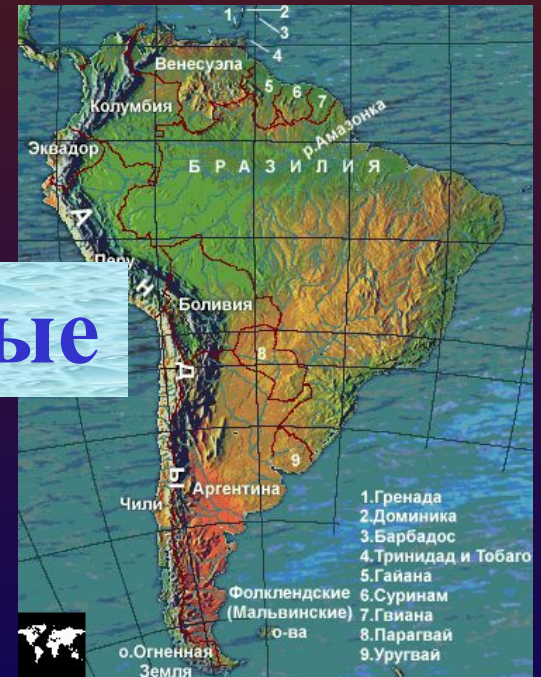 1
2
3
4
Венесуэла
5
6
7
Колумбия
р.Амазонка
Эквадор
БРАЗИЛИЯ
Перу
АНДЫ
ые
Боливия
8
9
Аргентина
Чили
1.Гренада
2.Доминика
3.Барбадос
4.Тринидад и Тобаго
5.Гайана
6.Суринам
7.Гвиана
8.Парагвай
9.Уругвай
Фолклендские
(Мальвинские)
о-ва
о.Огненная
Земля